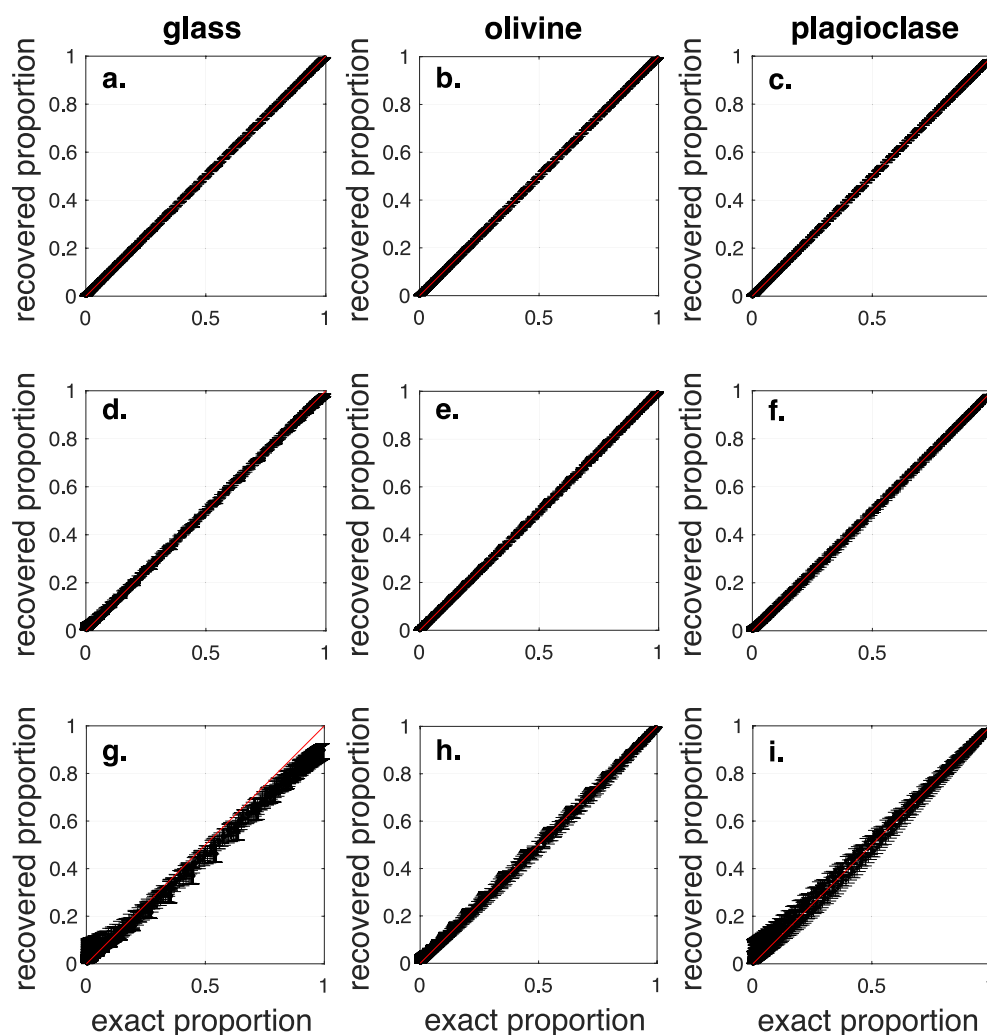 glass olivine plagioclase
a. b. c.
recovered proportion recovered proportion recovered proportion
1 1 1
0.8 0.8 0.8
0.6 0.6 0.6
0.4 0.4 0.4
0.2 0.2 0.2
0 0 0
0 0.5 1 0 0.5 1 0 0.5 1
d. e. f.
recovered proportion recovered proportion recovered proportion
1 1 1
0.8 0.8 0.8
0.6 0.6 0.6
0.4 0.4 0.4
0.2 0.2 0.2
0 0 0
0 0.5 1 0 0.5 1 0 0.5 1
g. h. i.
recovered proportion recovered proportion recovered proportion
1 1 1
0.8 0.8 0.8
0.6 0.6 0.6
0.4 0.4 0.4
0.2 0.2 0.2
0 0 0
0 0.5 1 0 0.5 1 0 0.5 1
exact proportion exact proportion exact proportion